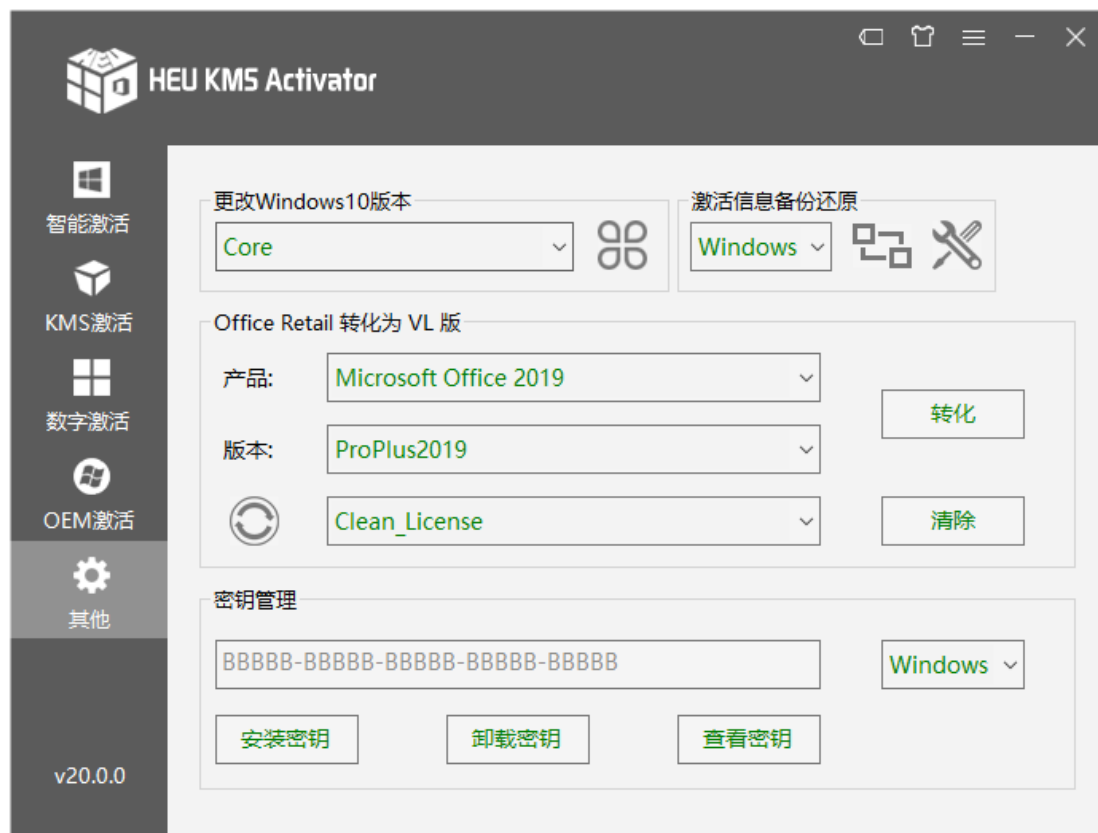 HEU KMS Activator
智能激活
KMS激活
数字激活
OEM激活
其他
v20.0.0
更改Windows10版本
Core
激活信息备份还原
Windows
Office Retail 转化为 VL 版
产品:
Microsoft Office 2019
转化
版本:
ProPlus2019
Clean_License
清除
密钥管理
BBBBB-BBBBB-BBBBB-BBBBB-BBBBB
Windows
安装密钥
卸载密钥
查看密钥